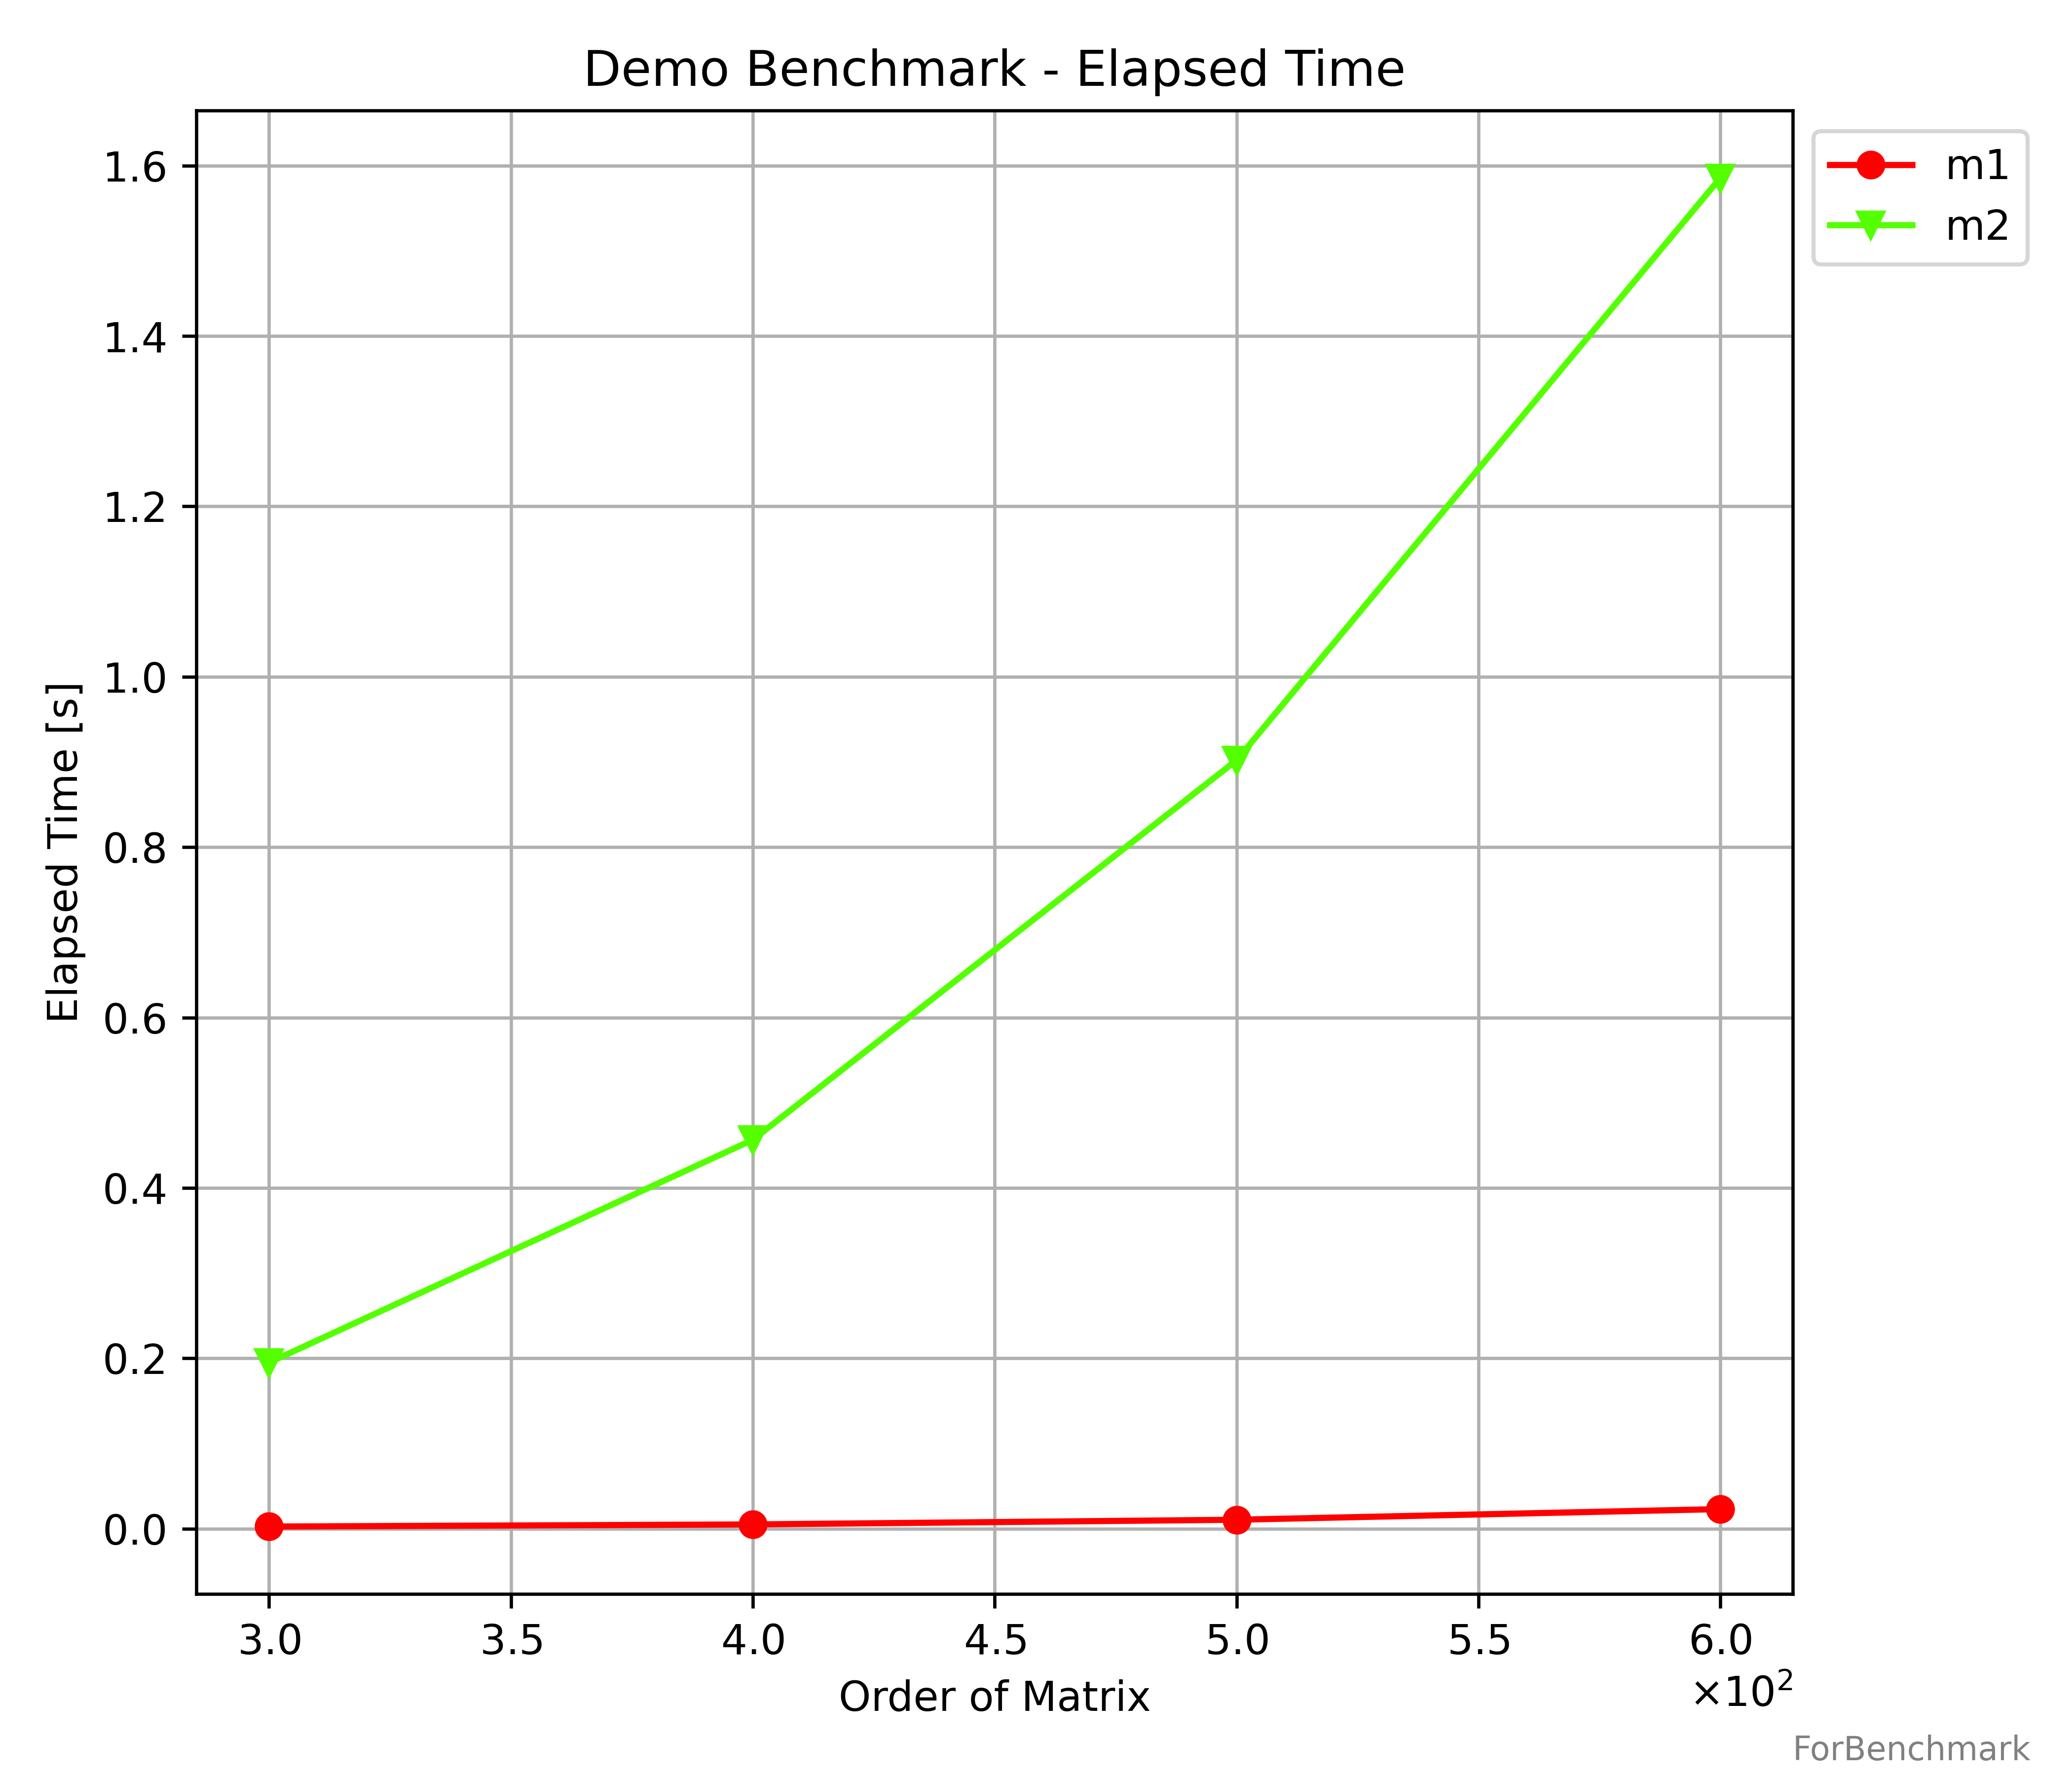 Demo Benchmark - Elapsed Time
m1
m2
Elapsed Time [s]
1.6
1.4
1.2
1.0
0.8
0.6
0.4
0.2
0.0
3.0 3.5 4.0 4.5 5.0 5.5 6.0
×10²
Order of Matrix
ForBenchmark